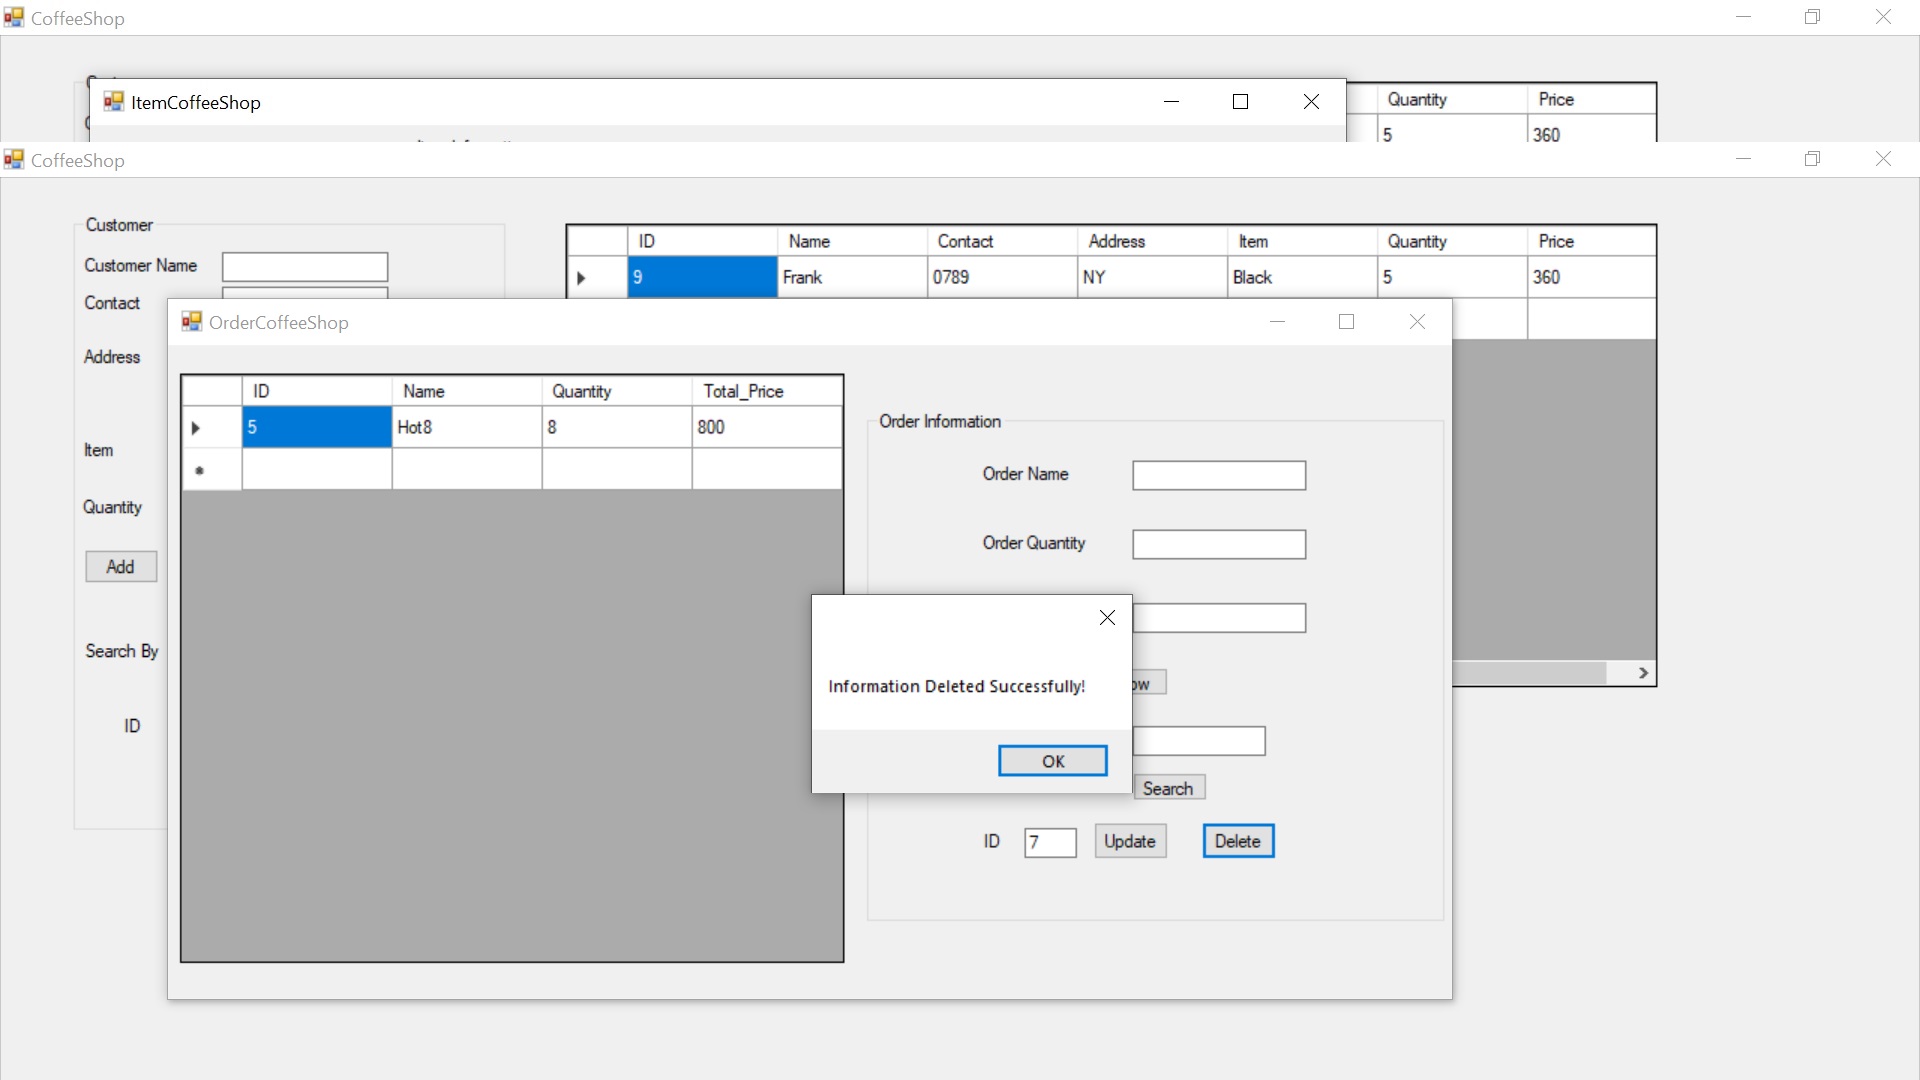 CoffeeShop
ItemCoffeeShop
Quantity Price
5 360
CoffeeShop
Customer
ID Name Contact Address Item Quantity Price
Customer Name
9 Frank 0789 NY Black 5 360
Contact
OrderCoffeeShop
Address
ID Name Quantity Total_Price
5 Hot8 8 800
Order Information
Item
Order Name
Quantity
Order Quantity
Add
Search By
Information Deleted Successfully!
ID
OK
Search
ID 7 Update Delete